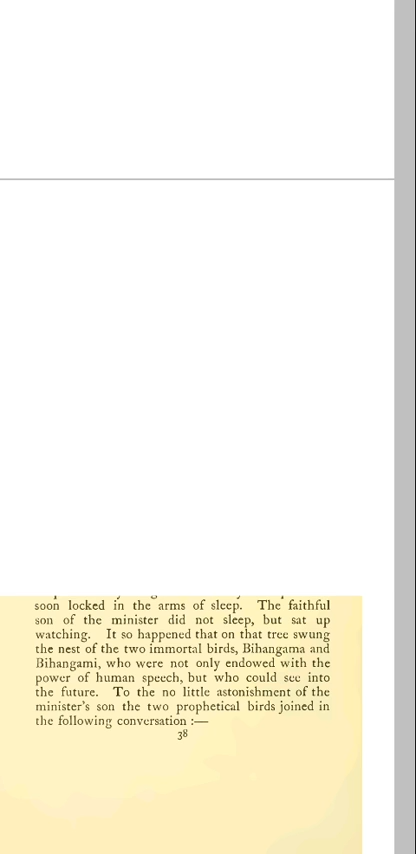 soon locked in the arms of sleep. The faithful
son of the minister did not sleep, but sat up
watching. It so happened that on that tree swung
the nest of the two immortal birds, Bihangama and
Bihangami, who were not only endowed with the
power of human speech, but who could see into
the future. To the no little astonishment of the
minister's son the two prophetical birds joined in
the following conversation :—
38